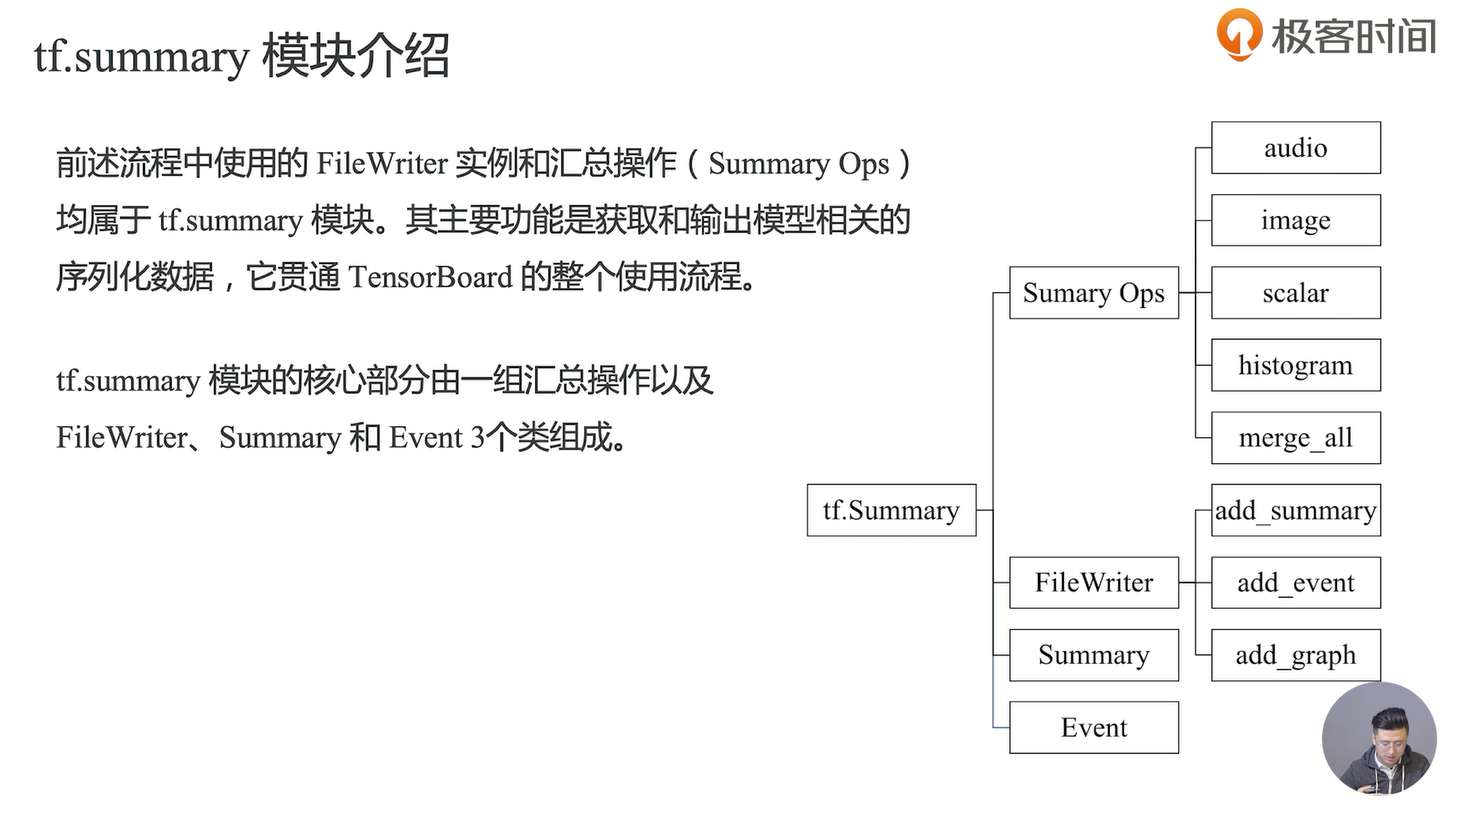 tf.summary 模块介绍
极客时间
前述流程中使用的 FileWriter 实例和汇总操作（Summary Ops）
均属于 tf.summary 模块。其主要功能是获取和输出模型相关的
序列化数据，它贯通 TensorBoard 的整个使用流程。
tf.summary 模块的核心部分由一组汇总操作以及
FileWriter、Summary 和 Event 3个类组成。
tf.Summary
Sumary Ops
audio
image
scalar
histogram
merge_all
FileWriter
add_summary
add_event
add_graph
Summary
Event